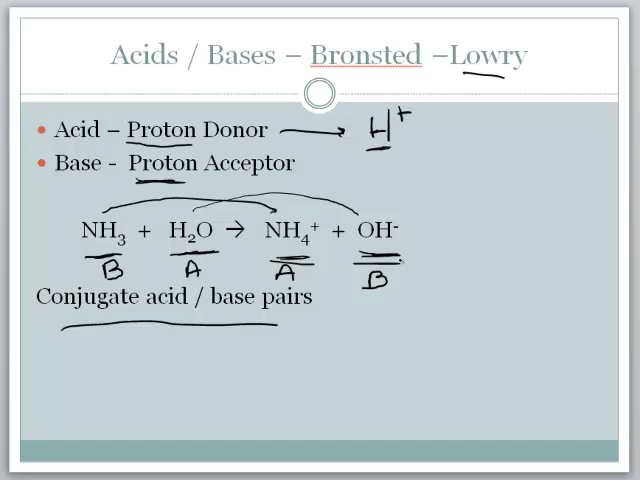 Acids / Bases – Bronsted –Lowry
• Acid – Proton Donor H⁺
• Base - Proton Acceptor
NH₃ + H₂O → NH₄⁺ + OH⁻
B A A B
Conjugate acid / base pairs